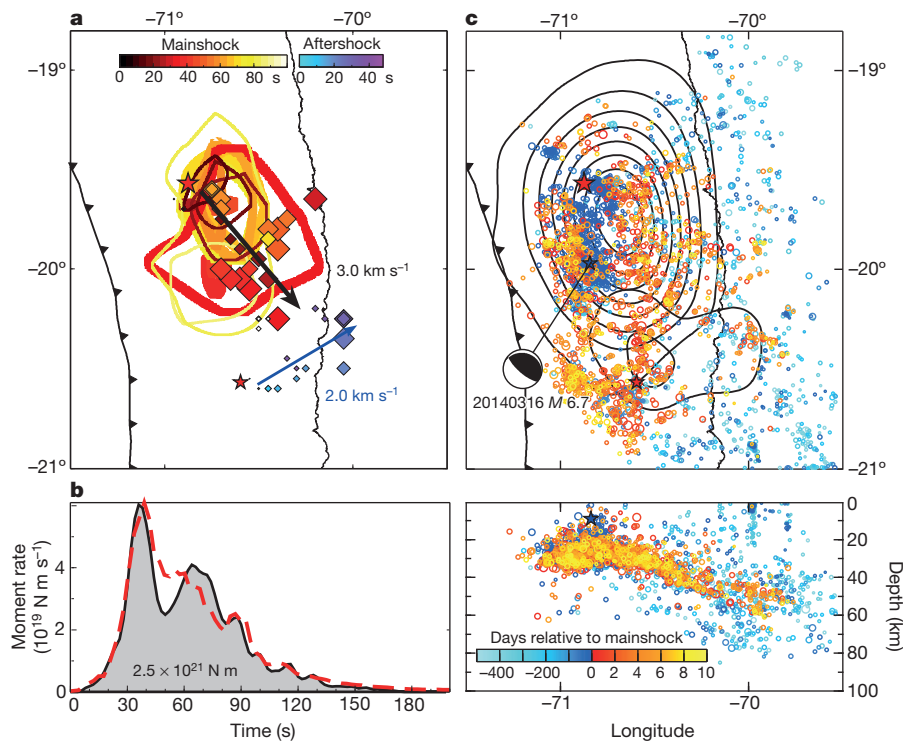 a
−71° −70°
Mainshock Aftershock
0 20 40 60 80 s 0 20 40 s
−19°
−20°
−21°
3.0 km s⁻¹
2.0 km s⁻¹
c
−71° −70°
20140316 M 6.7
−19°
−20°
−21°
b
Moment rate
(10¹⁹ N m s⁻¹)
4
2
0
2.5 × 10²¹ N m
0 30 60 90 120 150 180
Time (s)
0
20
40
60
80
100
Depth (km)
Days relative to mainshock
−400 −200 0 2 4 6 8 10
−71° −70°
Longitude